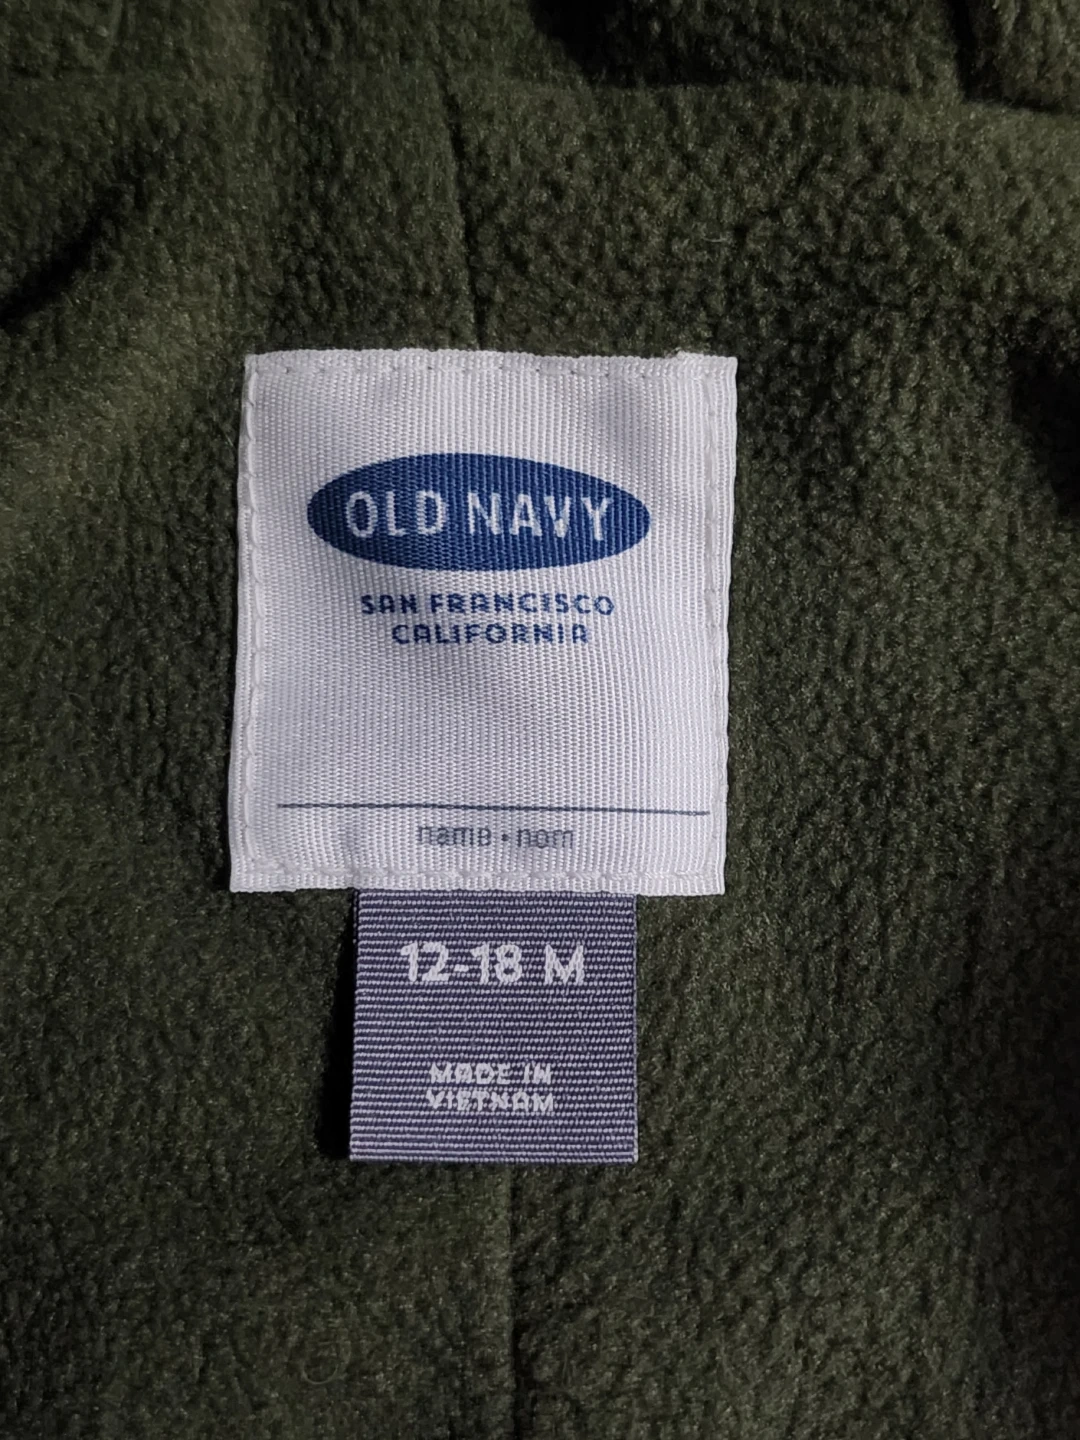 OLD NAVY
SAN FRANCISCO
CALIFORNIA
name • nom
12-18 M
MADE IN
VIETNAM